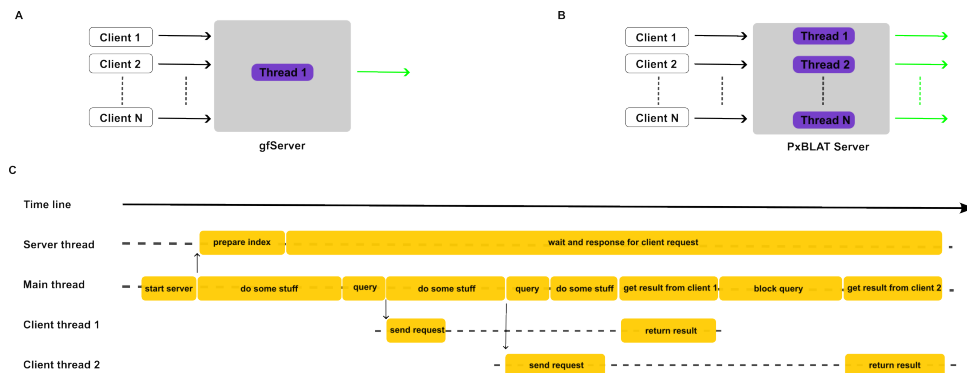 A
B
Client 1
Thread 1
Client 1
Client 2
Thread 1
Client 2
Thread 2
Client N
Client N
Thread N
gfServer
PxBLAT Server
C
Time line
Server thread
prepare index
wait and response for client request
Main thread
start server
do some stuff
query
do some stuff
query
do some stuff
get result from client 1
block query
get result from client 2
Client thread 1
send request
return result
Client thread 2
send request
return result